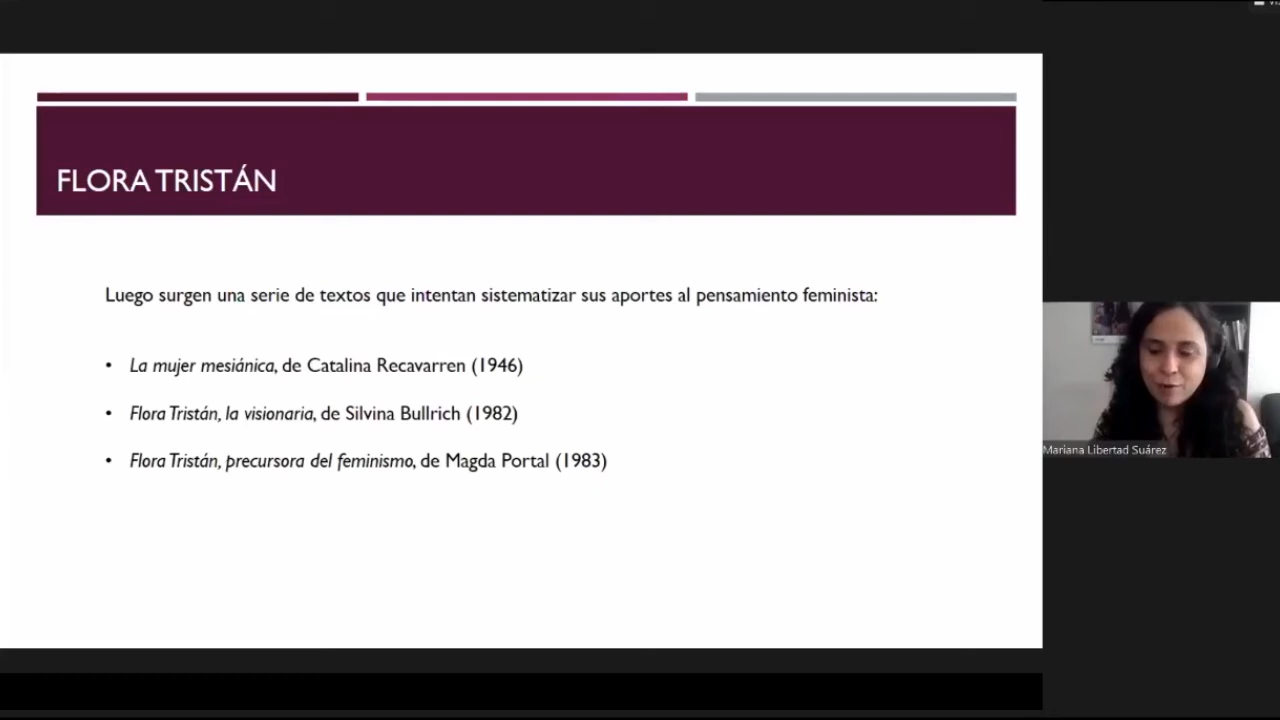 FLORA TRISTÁN
Luego surgen una serie de textos que intentan sistematizar sus aportes al pensamiento feminista:
• La mujer mesiánica, de Catalina Recavarren (1946)
• Flora Tristán, la visionaria, de Silvina Bullrich (1982)
• Flora Tristán, precursora del feminismo, de Magda Portal (1983)
Mariana Libertad Suárez